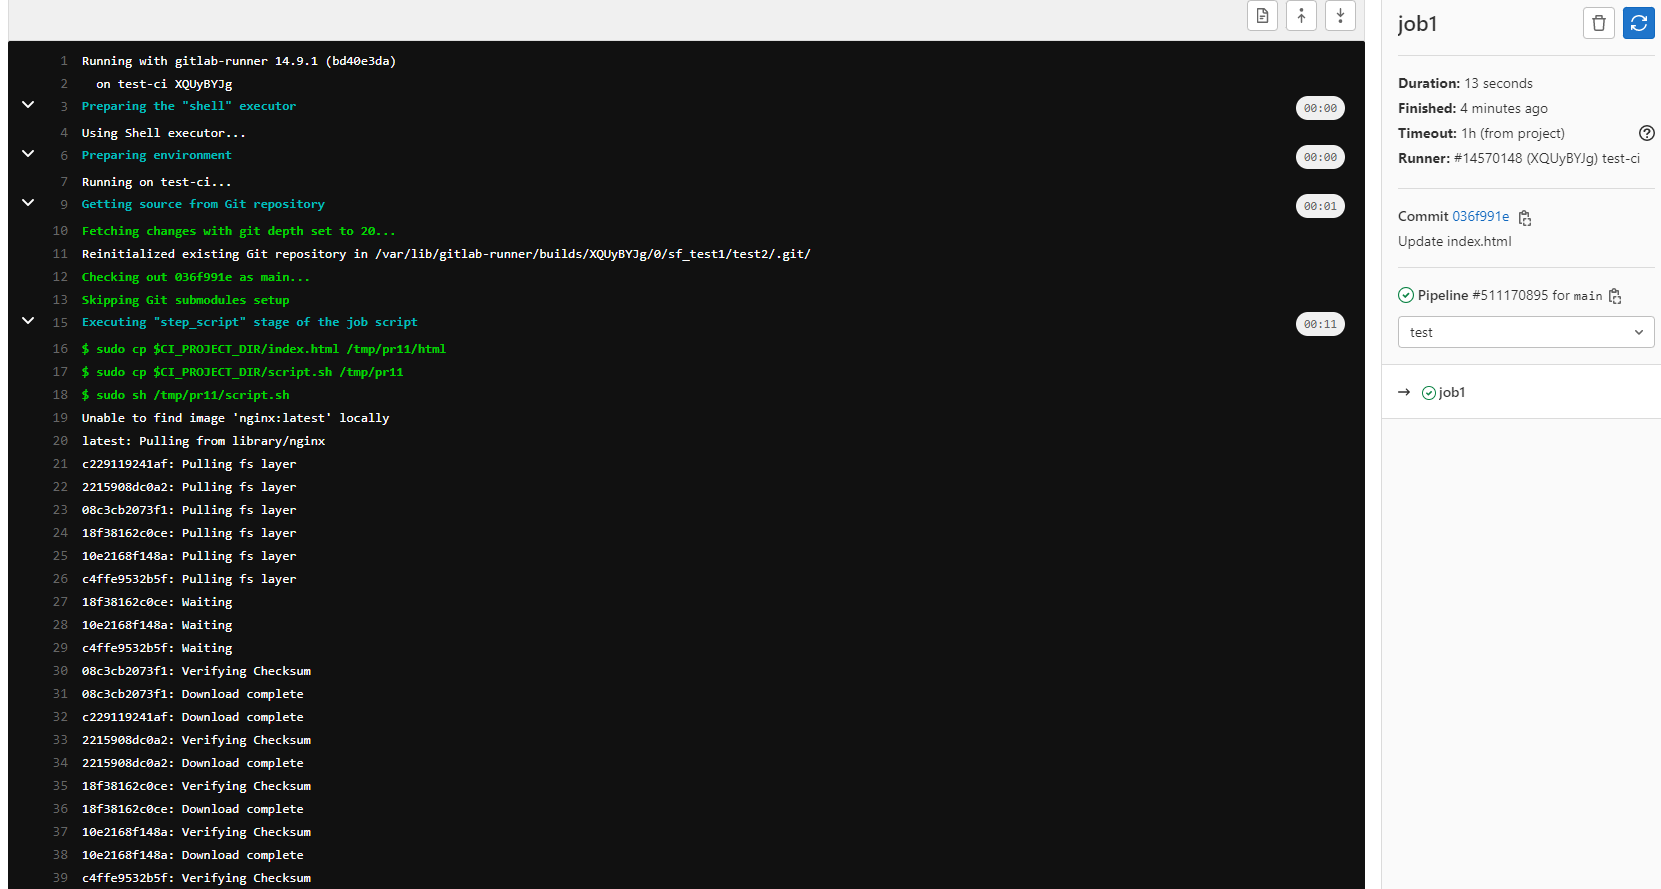 1 Running with gitlab-runner 14.9.1 (bd40e3da)
2 on test-ci XQUyBYJg
3 Preparing the "shell" executor 00:00
4 Using Shell executor...
6 Preparing environment 00:00
7 Running on test-ci...
9 Getting source from Git repository 00:01
10 Fetching changes with git depth set to 20...
11 Reinitialized existing Git repository in /var/lib/gitlab-runner/builds/XQUyBYJg/0/sf_test1/test2/.git/
12 Checking out 036f991e as main...
13 Skipping Git submodules setup
15 Executing "step_script" stage of the job script 00:11
16 $ sudo cp $CI_PROJECT_DIR/index.html /tmp/pr11/html
17 $ sudo cp $CI_PROJECT_DIR/script.sh /tmp/pr11
18 $ sudo sh /tmp/pr11/script.sh
19 Unable to find image 'nginx:latest' locally
20 latest: Pulling from library/nginx
21 c229119241af: Pulling fs layer
22 2215908dc0a2: Pulling fs layer
23 08c3cb2073f1: Pulling fs layer
24 18f38162c0ce: Pulling fs layer
25 10e2168f148a: Pulling fs layer
26 c4ffe9532b5f: Pulling fs layer
27 18f38162c0ce: Waiting
28 10e2168f148a: Waiting
29 c4ffe9532b5f: Waiting
30 08c3cb2073f1: Verifying Checksum
31 08c3cb2073f1: Download complete
32 c229119241af: Download complete
33 2215908dc0a2: Verifying Checksum
34 2215908dc0a2: Download complete
35 18f38162c0ce: Verifying Checksum
36 18f38162c0ce: Download complete
37 10e2168f148a: Verifying Checksum
38 10e2168f148a: Download complete
39 c4ffe9532b5f: Verifying Checksum
job1
Duration: 13 seconds
Finished: 4 minutes ago
Timeout: 1h (from project)
Runner: #14570148 (XQUyBYJg) test-ci
Commit 036f991e
Update index.html
Pipeline #511170895 for main
test
→ job1